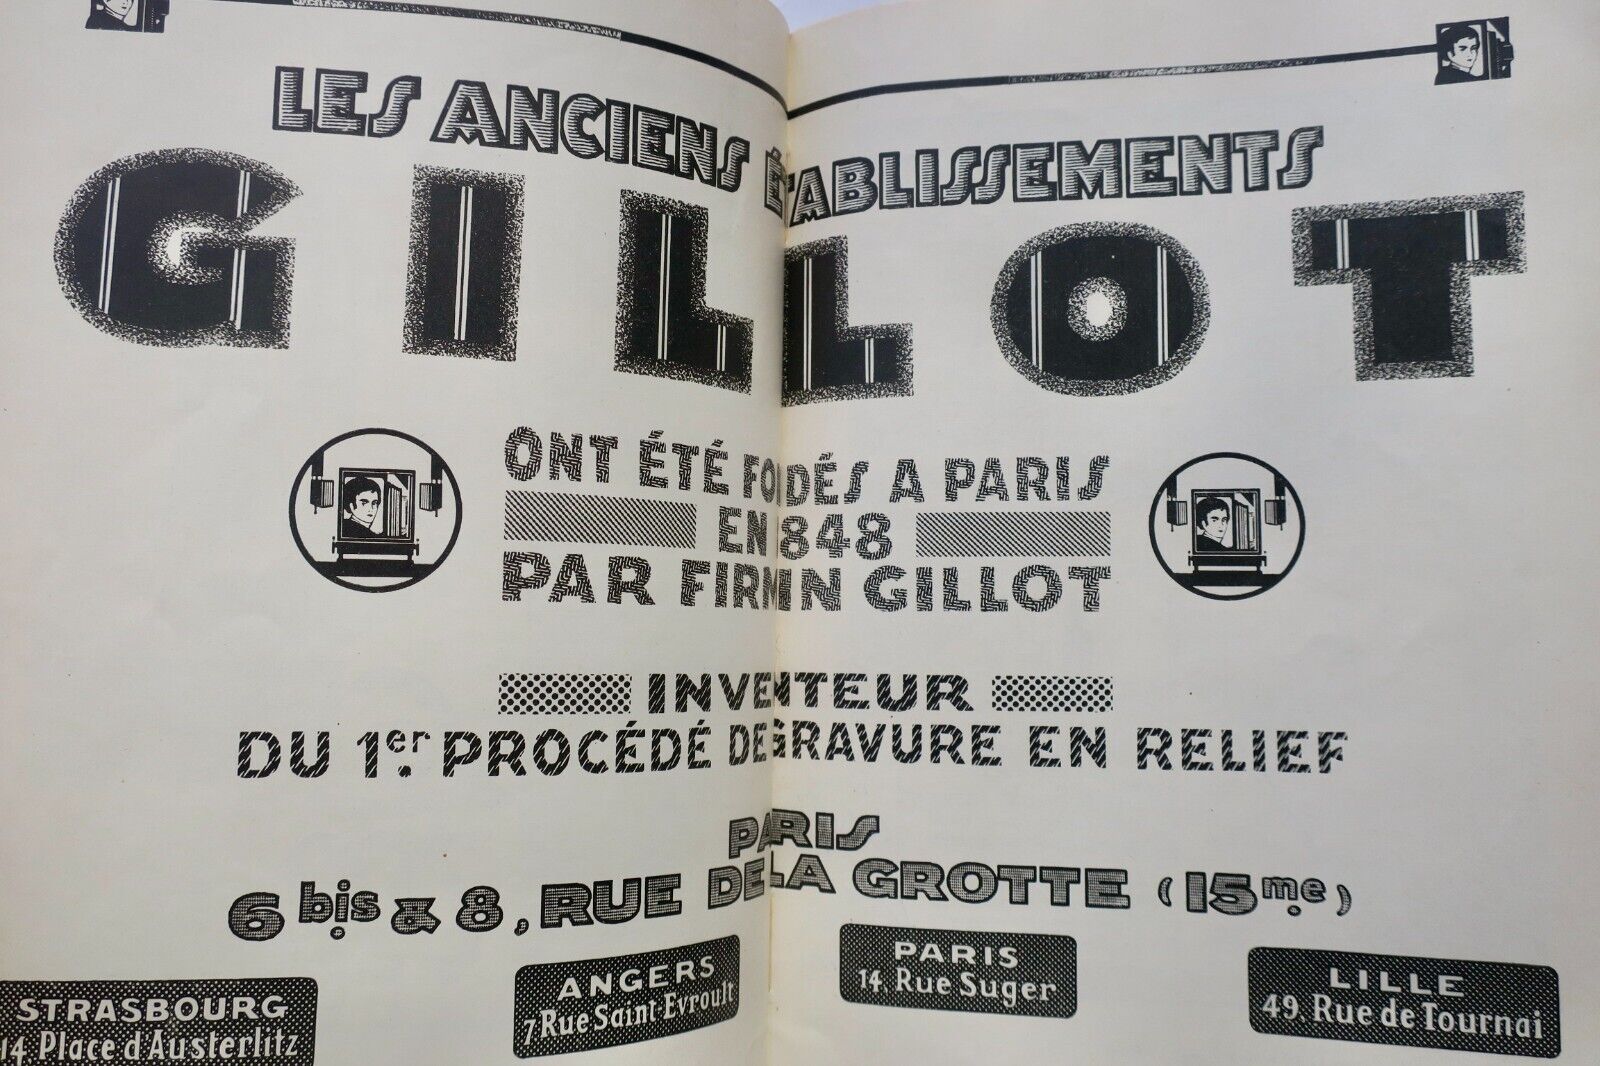 LES ANCIENS ÉTABLISSEMENTS
GILLOT
ONT ÉTÉ FONDÉS A PARIS
EN 1848
PAR FIRMIN GILLOT
INVENTEUR
DU 1er PROCÉDÉ DE GRAVURE EN RELIEF
PARIS
6 bis & 8, RUE DE LA GROTTE (15me)
STRASBOURG
14, Place d'Austerlitz
ANGERS
7 Rue Saint-Evroult
PARIS
14, Rue Suger
LILLE
49, Rue de Tournai